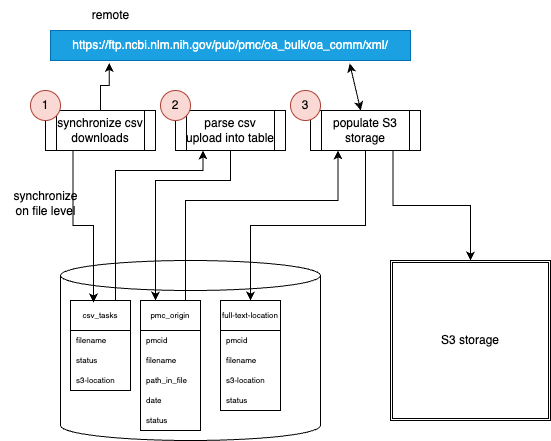 remote
https://ftp.ncbi.nlm.nih.gov/pub/pmc/oa_bulk/oa_comm/xml/
1
synchronize csv
downloads
2
parse csv
upload into table
3
populate S3
storage
synchronize
on file level
csv_tasks
filename
status
s3-location
pmc_origin
pmcid
filename
path_in_file
date
status
full-text-location
pmcid
filename
s3-location
status
S3 storage